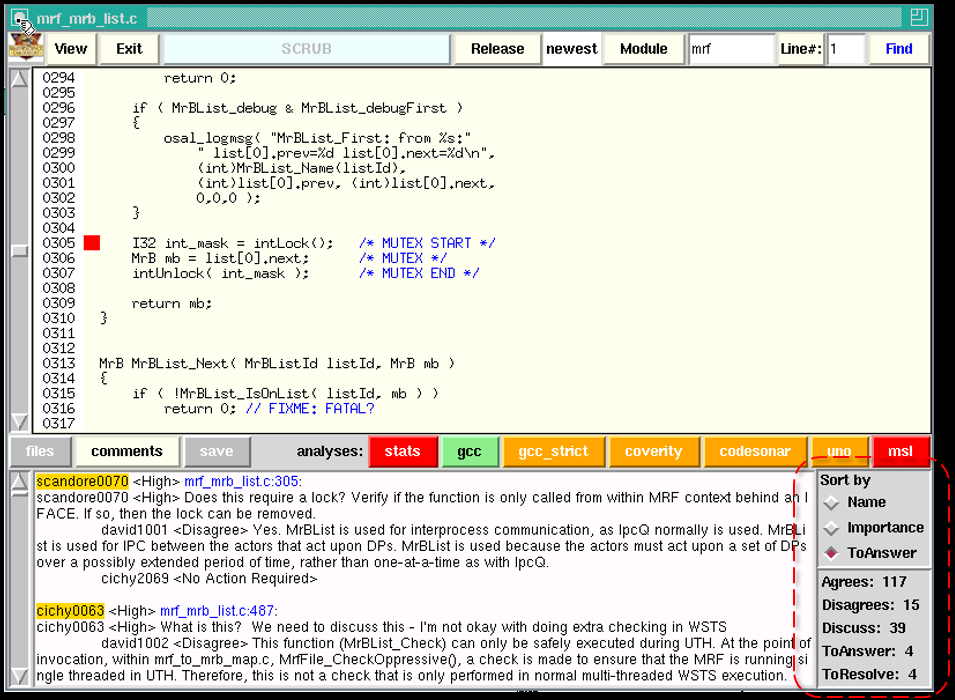 mrf_mrb_list.c
View Exit SCRUB Release newest Module mrf Line#: 1 Find
0294         return 0;
0295
0296     if ( MrBList_debug & MrBList_debugFirst )
0297     {
0298         osal_logmsg( "MrBList_First: from %s:"
0299             " list[0].prev=%d list[0].next=%d\n",
0300             (int)MrBList_Name(listId),
0301             (int)list[0].prev, (int)list[0].next,
0302             0,0,0 );
0303     }
0304
0305     I32 int_mask = intLock();   /* MUTEX START */
0306     MrB mb = list[0].next;      /* MUTEX */
0307     intUnlock( int_mask );      /* MUTEX END */
0308
0309     return mb;
0310 }
0311
0312
0313 MrB MrBList_Next( MrBListId listId, MrB mb )
0314 {
0315     if ( !MrBList_IsOnList( listId, mb ) )
0316         return 0; // FIXME: FATAL?
0317
files comments save analyses: stats gcc gcc_strict coverity codesonar uno msl
scandore0070 <High> mrf_mrb_list.c:305:
scandore0070 <High> Does this require a lock? Verify if the function is only called from within MRF context behind an I
FACE. If so, then the lock can be removed.
david1001 <Disagree> Yes. MrBList is used for interprocess communication, as IpcQ normally is used. MrBLi
st is used for IPC between the actors that act upon DPs. MrBList is used because the actors must act upon a set of DPs
over a possibly extended period of time, rather than one-at-a-time as with IpcQ.
cichy2069 <No Action Required>
cichy0063 <High> mrf_mrb_list.c:487:
cichy0063 <High> What is this?  We need to discuss this - I'm not okay with doing extra checking in WSTS
david1002 <Disagree> This function (MrBList_Check) can only be safely executed during UTH. At the point of
invocation, within mrf_to_mrb_map.c, MrfFile_CheckOppressive(), a check is made to ensure that the MRF is running si
ngle threaded in UTH. Therefore, this is not a check that is only performed in normal multi-threaded WSTS execution.
Sort by
Name
Importance
ToAnswer
Agrees: 117
Disagrees: 15
Discuss: 39
ToAnswer: 4
ToResolve: 4